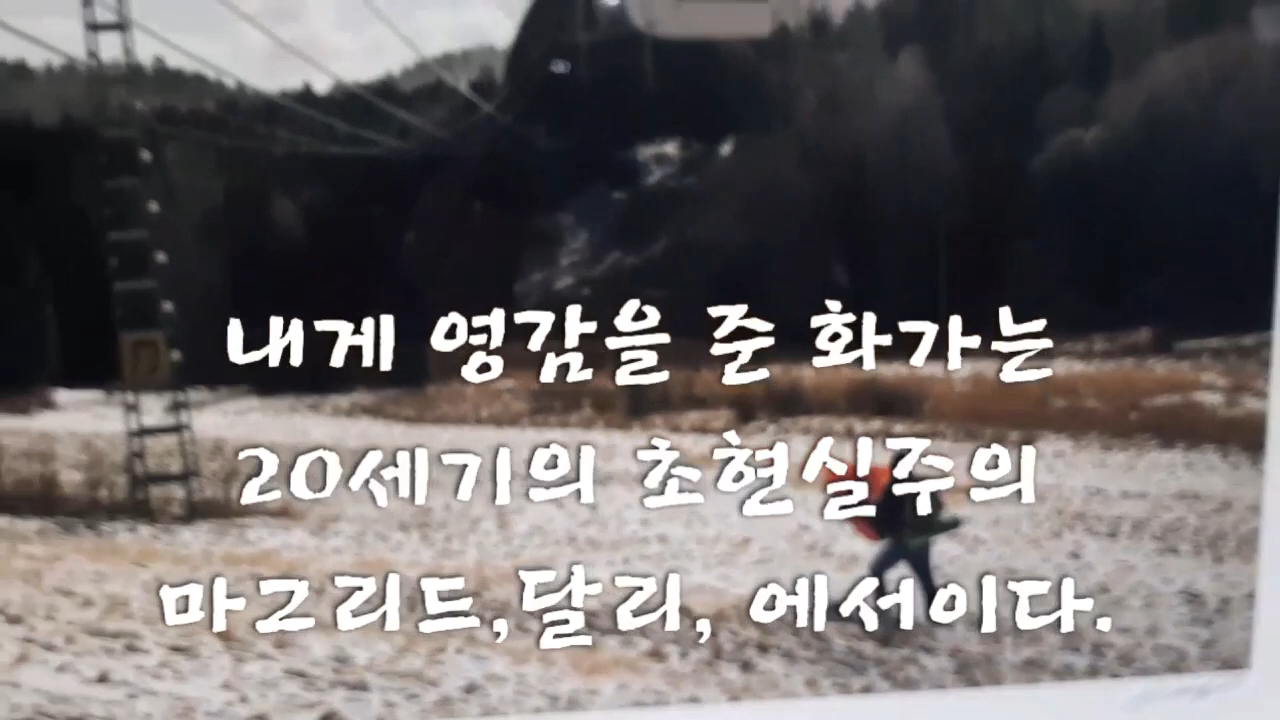 내게 영감을 준 화가는
20세기의 초현실주의
마그리드,달리, 에서이다.